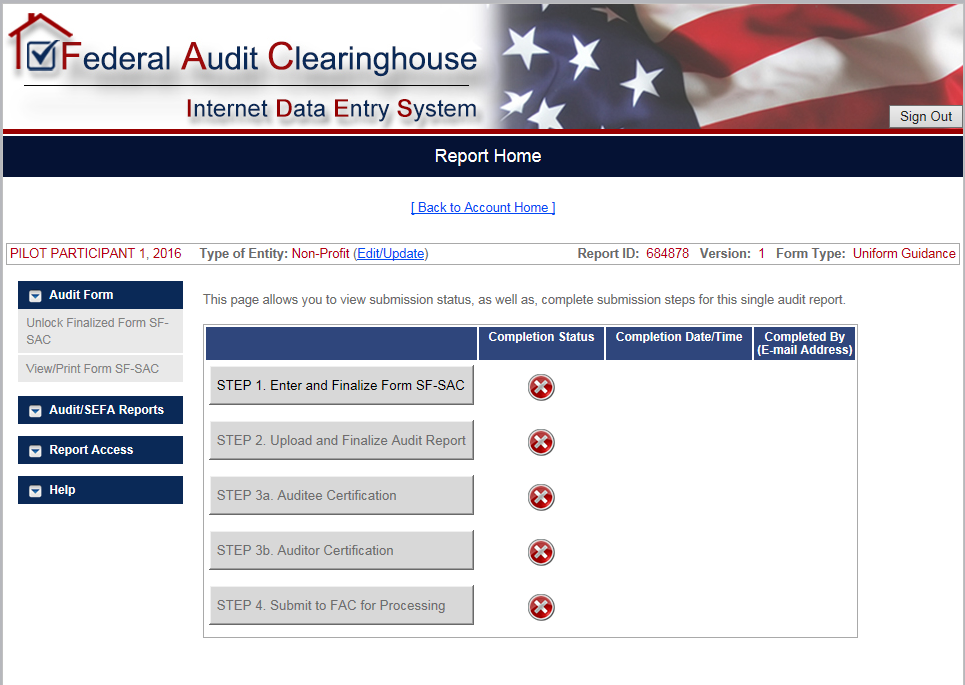 Federal Audit Clearinghouse
Internet Data Entry System
Sign Out
Report Home
[ Back to Account Home ]
PILOT PARTICIPANT 1, 2016 Type of Entity: Non-Profit (Edit/Update) Report ID: 684878 Version: 1 Form Type: Uniform Guidance
Audit Form
Unlock Finalized Form SF-
SAC
View/Print Form SF-SAC
Audit/SEFA Reports
Report Access
Help
This page allows you to view submission status, as well as, complete submission steps for this single audit report.
Completion Status Completion Date/Time Completed By
(E-mail Address)
STEP 1. Enter and Finalize Form SF-SAC
STEP 2. Upload and Finalize Audit Report
STEP 3a. Auditee Certification
STEP 3b. Auditor Certification
STEP 4. Submit to FAC for Processing